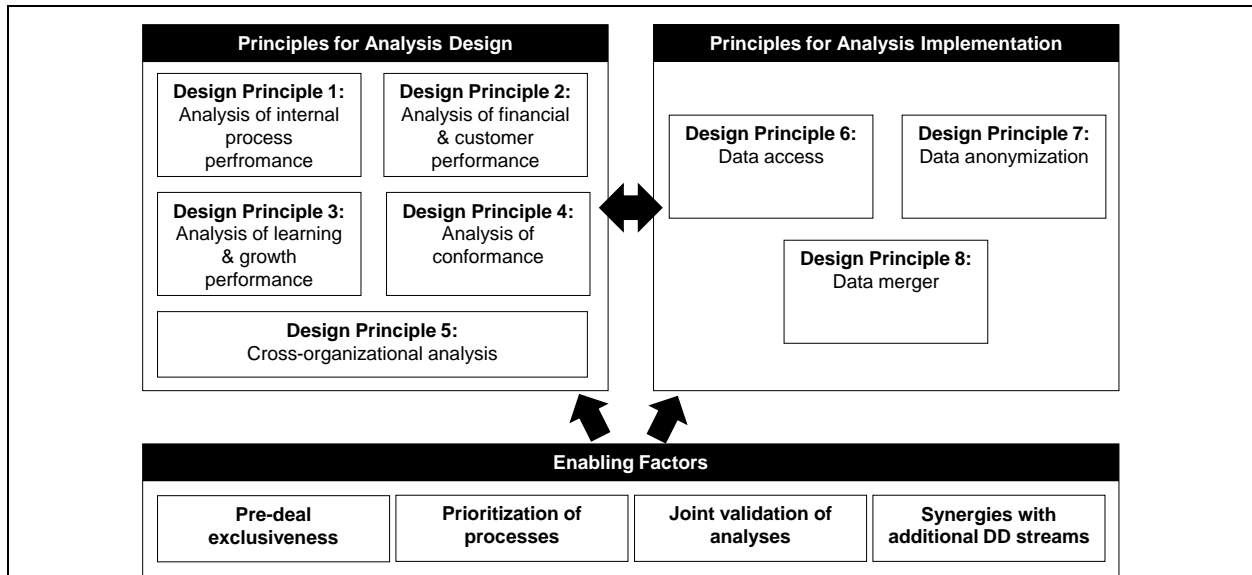 Principles for Analysis Design
Design Principle 1:
Analysis of internal
process
perfromance
Design Principle 2:
Analysis of financial
& customer
performance
Design Principle 3:
Analysis of learning
& growth
performance
Design Principle 4:
Analysis of
conformance
Design Principle 5:
Cross-organizational analysis
Principles for Analysis Implementation
Design Principle 6:
Data access
Design Principle 7:
Data anonymization
Design Principle 8:
Data merger
Enabling Factors
Pre-deal
exclusiveness
Prioritization of
processes
Joint validation of
analyses
Synergies with
additional DD streams